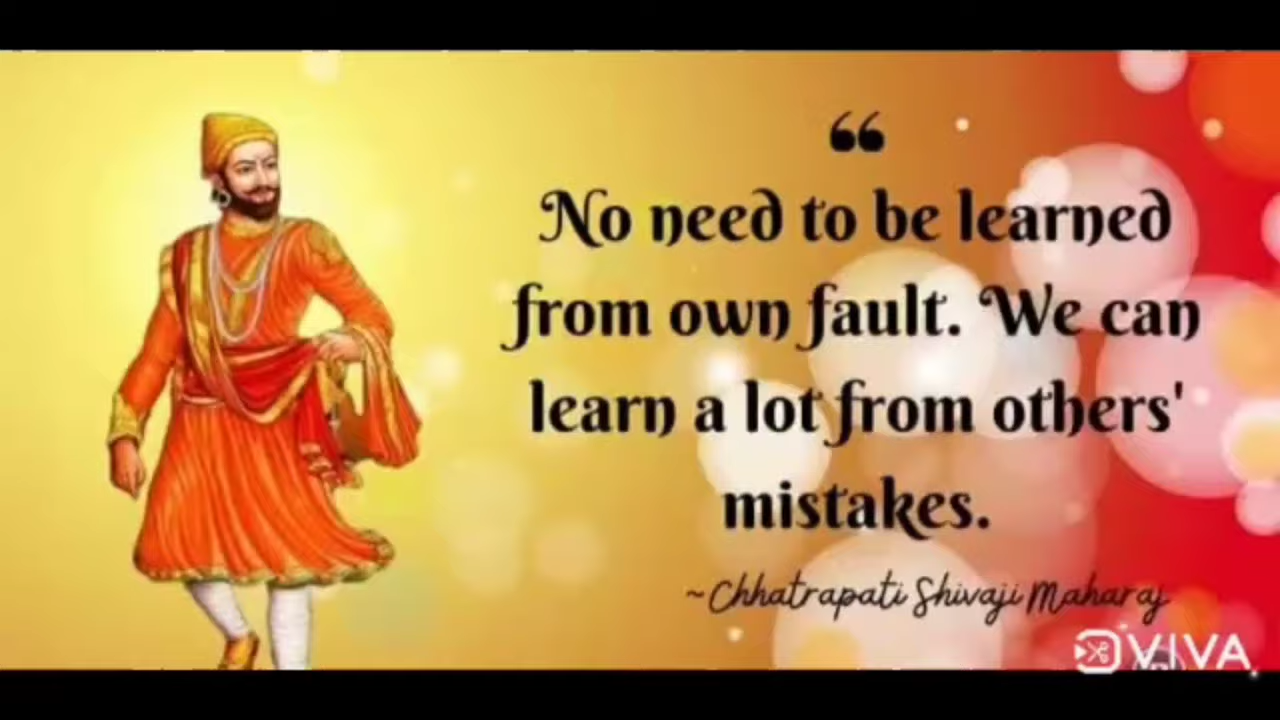 ❝
No need to be learned
from own fault. We can
learn a lot from others'
mistakes.
~Chhatrapati Shivaji Maharaj
VIVA